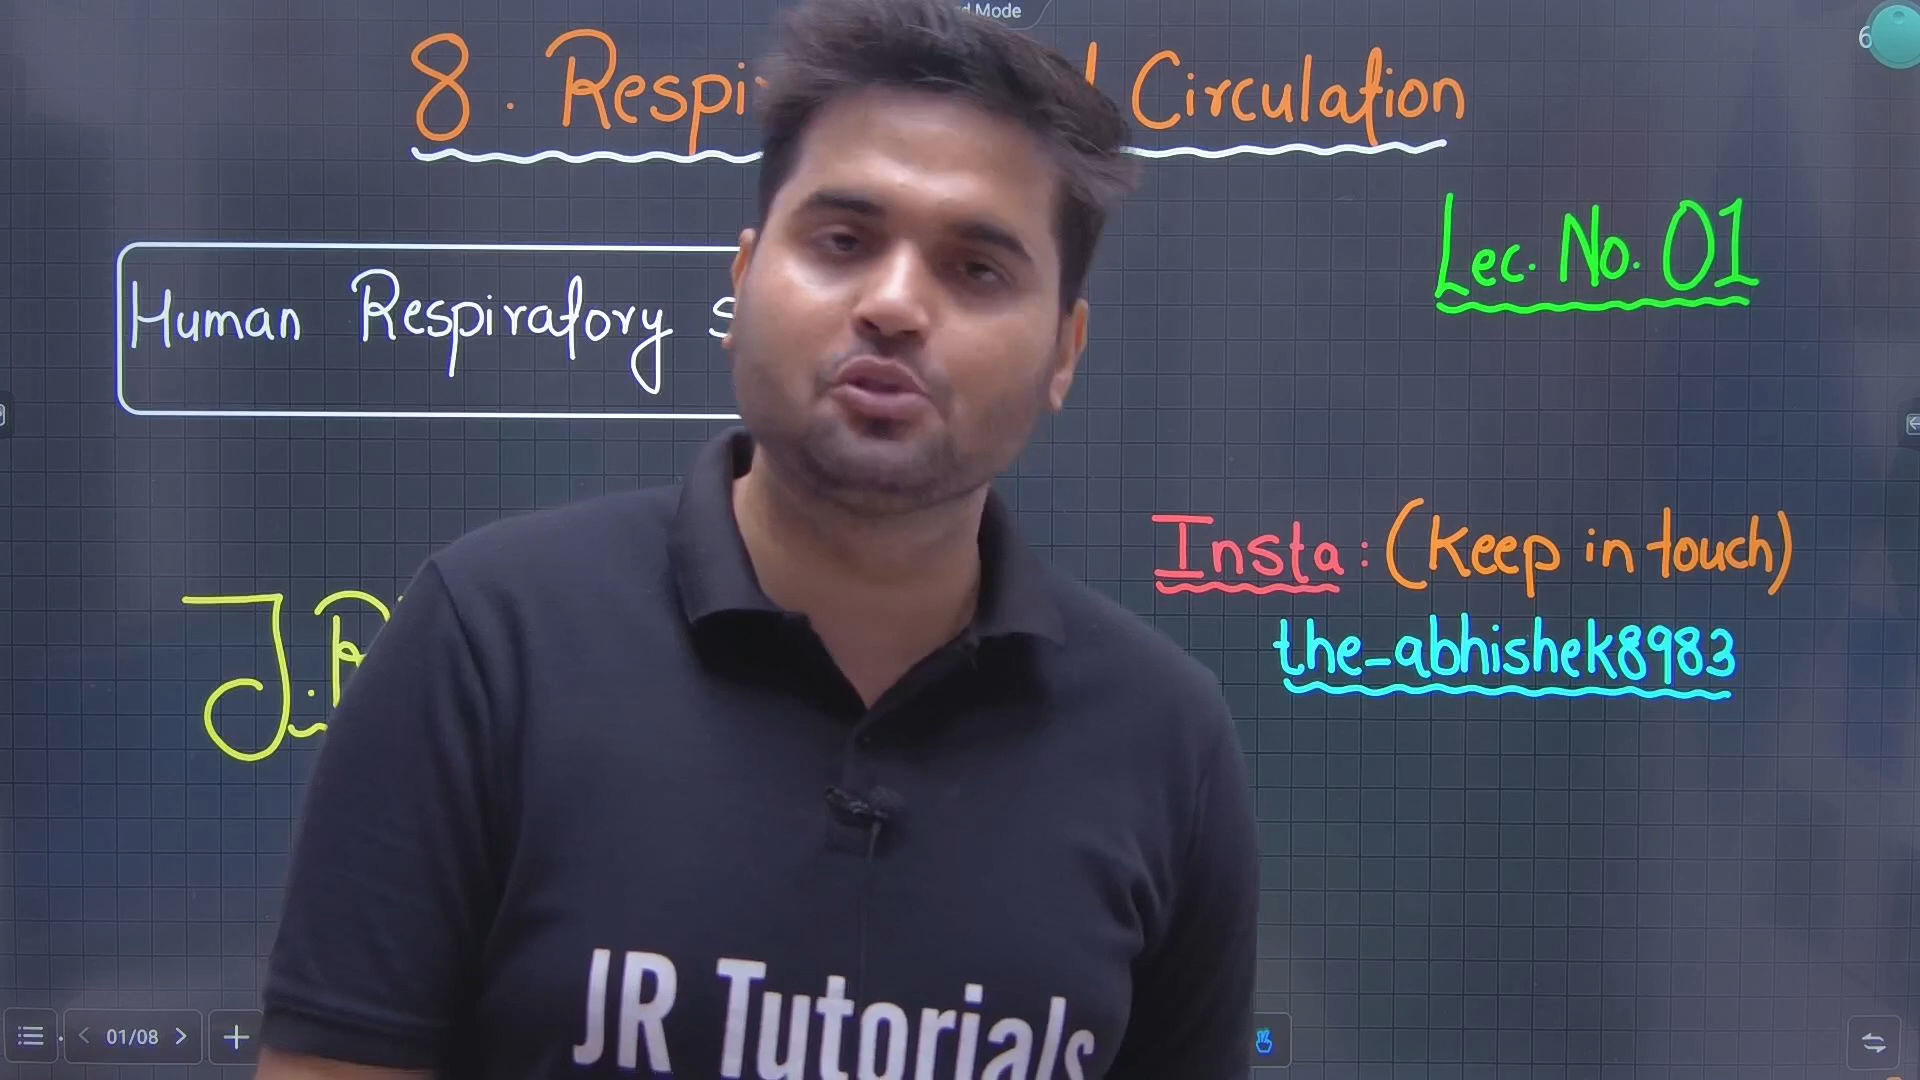 d Mode
8. Respi Circulation
6
Lec. No. 01
Human Respiratory s
Insta: (Keep in touch)
the_abhishek8983
J.R
JR Tutorials
01/08